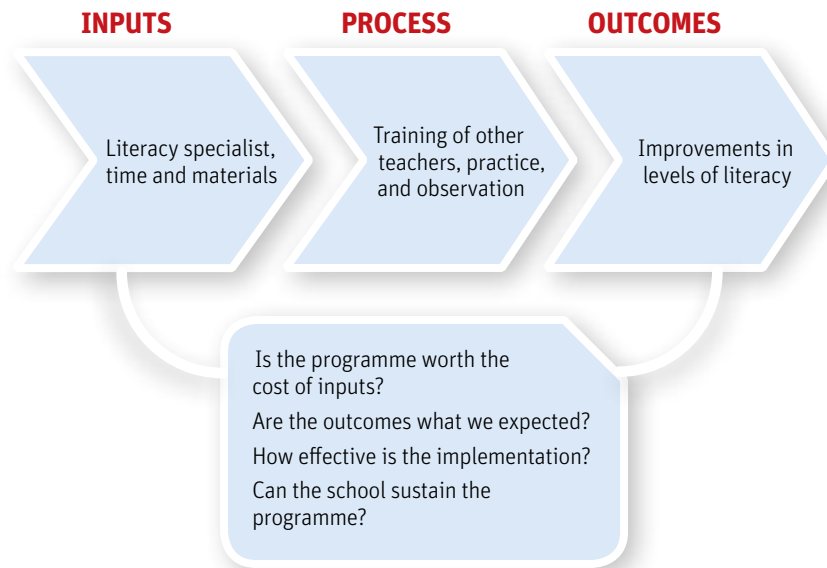 INPUTS
PROCESS
OUTCOMES
Literacy specialist,
time and materials
Training of other
teachers, practice,
and observation
Improvements in
levels of literacy
Is the programme worth the
cost of inputs?
Are the outcomes what we expected?
How effective is the implementation?
Can the school sustain the
programme?